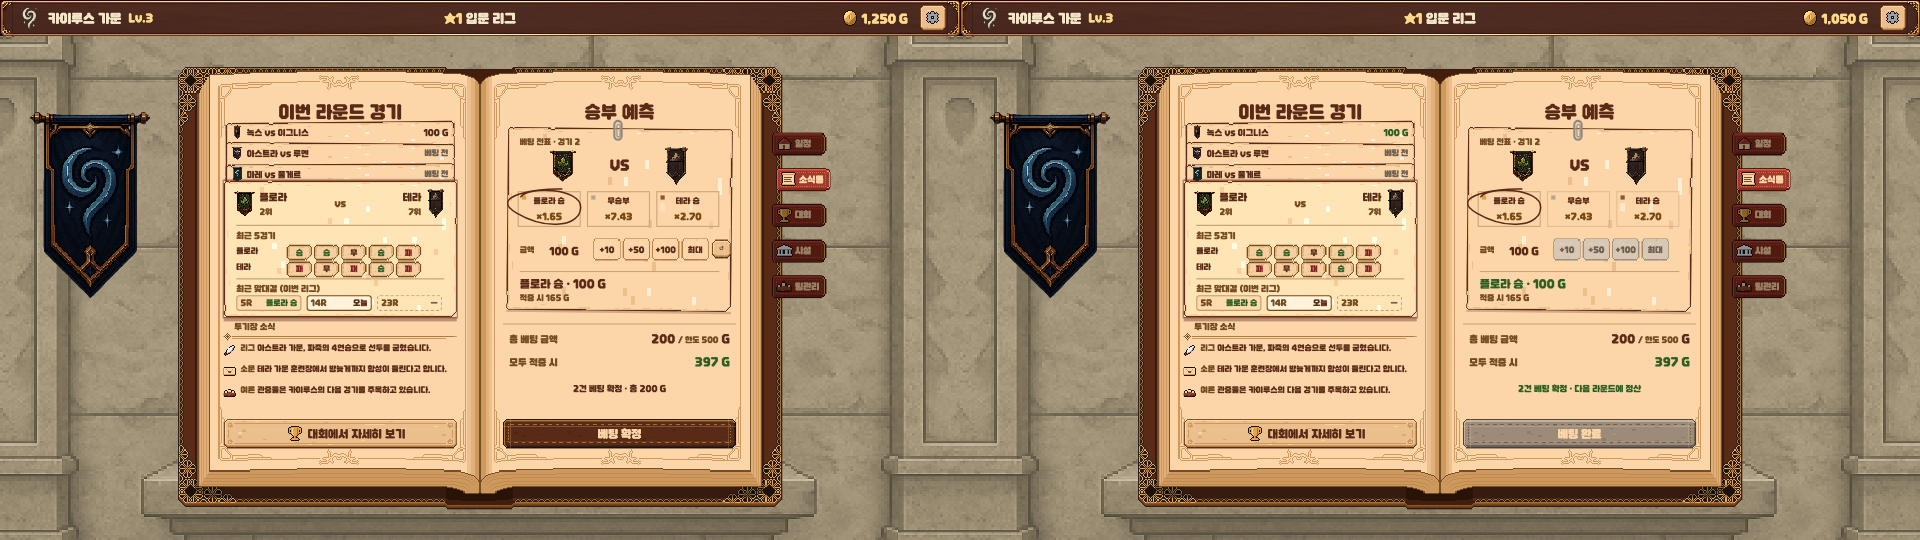 카이루스 가문 Lv.3
★1 입문 리그
1,250 G
이번 라운드 경기
녹스 vs 이그니스 100 G
아스트라 vs 루멘 베팅 전
마레 vs 풀게르 베팅 전
플로라 vs 테라
2위 7위
최근 5경기
플로라 승 승 무 승 패
테라 패 무 패 승 패
최근 맞대결 (이번 리그)
5R 플로라 승 14R 오늘 23R —
투기장 소식
리그 아스트라 가문, 파죽의 4연승으로 선두를 굳혔습니다.
소문 테라 가문 훈련장에서 밤늦게까지 함성이 들린다고 합니다.
여론 관중들은 카이루스의 다음 경기를 주목하고 있습니다.
대회에서 자세히 보기
승부 예측
베팅 전표 · 경기 2
VS
플로라 승 무승부 테라 승
×1.65 ×7.43 ×2.70
금액 100 G +10 +50 +100 최대
플로라 승 · 100 G
적중 시 165 G
총 베팅 금액 200 / 한도 500 G
모두 적중 시 397 G
2건 베팅 확정 · 총 200 G
베팅 확정
일정
소식통
대회
시설
팀관리
카이루스 가문 Lv.3
★1 입문 리그
1,050 G
이번 라운드 경기
녹스 vs 이그니스 100 G
아스트라 vs 루멘 베팅 전
마레 vs 풀게르 베팅 전
플로라 vs 테라
2위 7위
최근 5경기
플로라 승 승 무 승 패
테라 패 무 패 승 패
최근 맞대결 (이번 리그)
5R 플로라 승 14R 오늘 23R —
투기장 소식
리그 아스트라 가문, 파죽의 4연승으로 선두를 굳혔습니다.
소문 테라 가문 훈련장에서 밤늦게까지 함성이 들린다고 합니다.
여론 관중들은 카이루스의 다음 경기를 주목하고 있습니다.
대회에서 자세히 보기
승부 예측
베팅 전표 · 경기 2
VS
플로라 승 무승부 테라 승
×1.65 ×7.43 ×2.70
금액 100 G +10 +50 +100 최대
플로라 승 · 100 G
적중 시 165 G
총 베팅 금액 200 / 한도 500 G
모두 적중 시 397 G
2건 베팅 확정 · 다음 라운드에 정산
베팅 완료
일정
소식통
대회
시설
팀관리